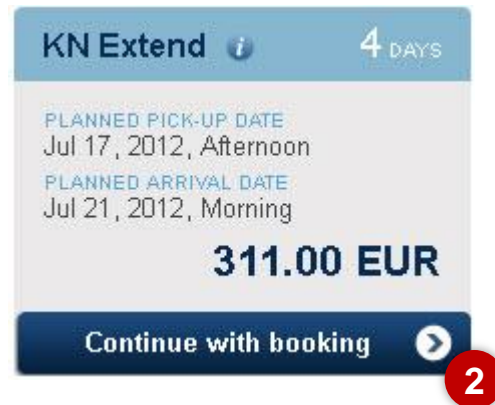 KN Extend i 4 DAYS
PLANNED PICK-UP DATE
Jul 17, 2012, Afternoon
PLANNED ARRIVAL DATE
Jul 21, 2012, Morning
311.00 EUR
Continue with booking
2